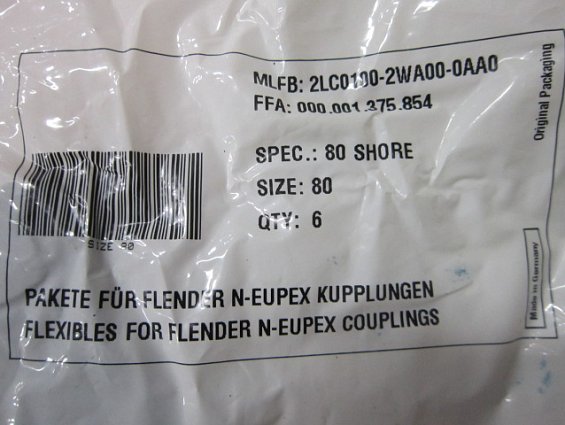 MLFB: 2LC0100-2WA00-0AA0
FFA: 000.001.375.854
SPEC.: 80 SHORE
SIZE: 80
QTY: 6
SIZE 80
PAKETE FÜR FLENDER N-EUPEX KUPPLUNGEN
FLEXIBLES FOR FLENDER N-EUPEX COUPLINGS
Original Packaging
Made in Germany